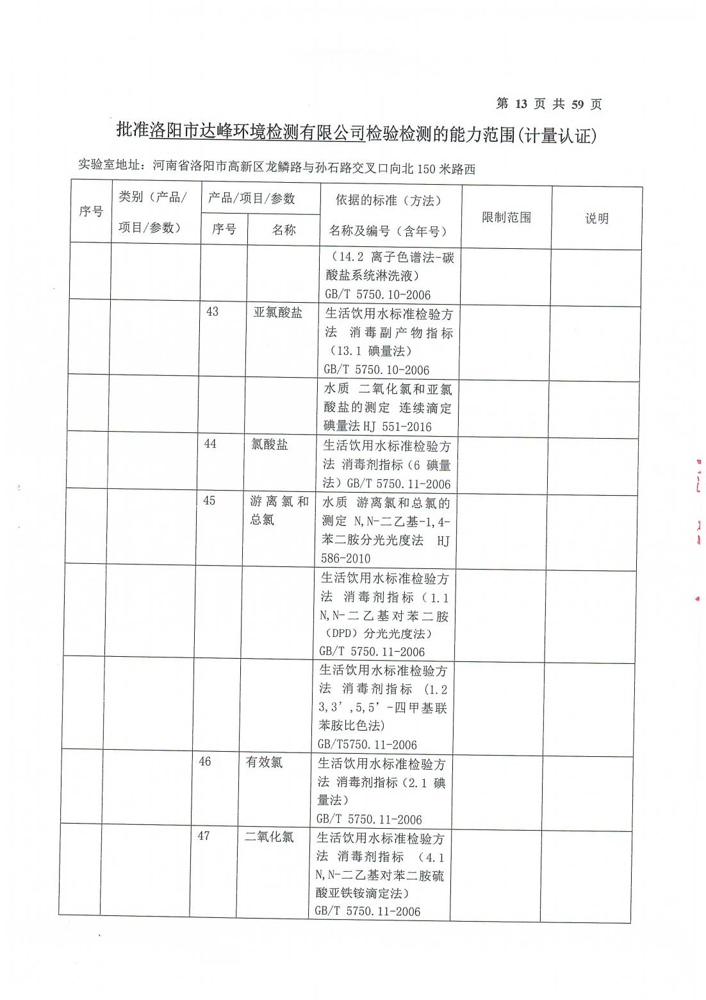 第 13 页 共 59 页
批准洛阳市达峰环境检测有限公司检验检测的能力范围(计量认证)
实验室地址：河南省洛阳市高新区龙鳞路与孙石路交叉口向北150米路西
序号
类别（产品/
项目/参数）
产品/项目/参数
序号
名称
依据的标准（方法）
名称及编号（含年号）
限制范围
说明
（14.2 离子色谱法-碳
酸盐系统淋洗液）
GB/T 5750.10-2006
43
亚氯酸盐
生活饮用水标准检验方
法 消毒副产物指标
（13.1 碘量法）
GB/T 5750.10-2006
水质 二氧化氯和亚氯
酸盐的测定 连续滴定
碘量法HJ 551-2016
44
氯酸盐
生活饮用水标准检验方
法 消毒剂指标（6 碘量
法）GB/T 5750.11-2006
45
游离氯和
总氯
水质 游离氯和总氯的
测定 N,N-二乙基-1,4-
苯二胺分光光度法 HJ
586-2010
生活饮用水标准检验方
法 消毒剂指标（1.1
N,N-二乙基对苯二胺
（DPD）分光光度法）
GB/T 5750.11-2006
生活饮用水标准检验方
法 消毒剂指标 (1.2
3,3’,5,5’-四甲基联
苯胺比色法)
GB/T5750.11-2006
46
有效氯
生活饮用水标准检验方
法 消毒剂指标（2.1 碘
量法）
GB/T 5750.11-2006
47
二氧化氯
生活饮用水标准检验方
法 消毒剂指标 （4.1
N,N-二乙基对苯二胺硫
酸亚铁铵滴定法）
GB/T 5750.11-2006